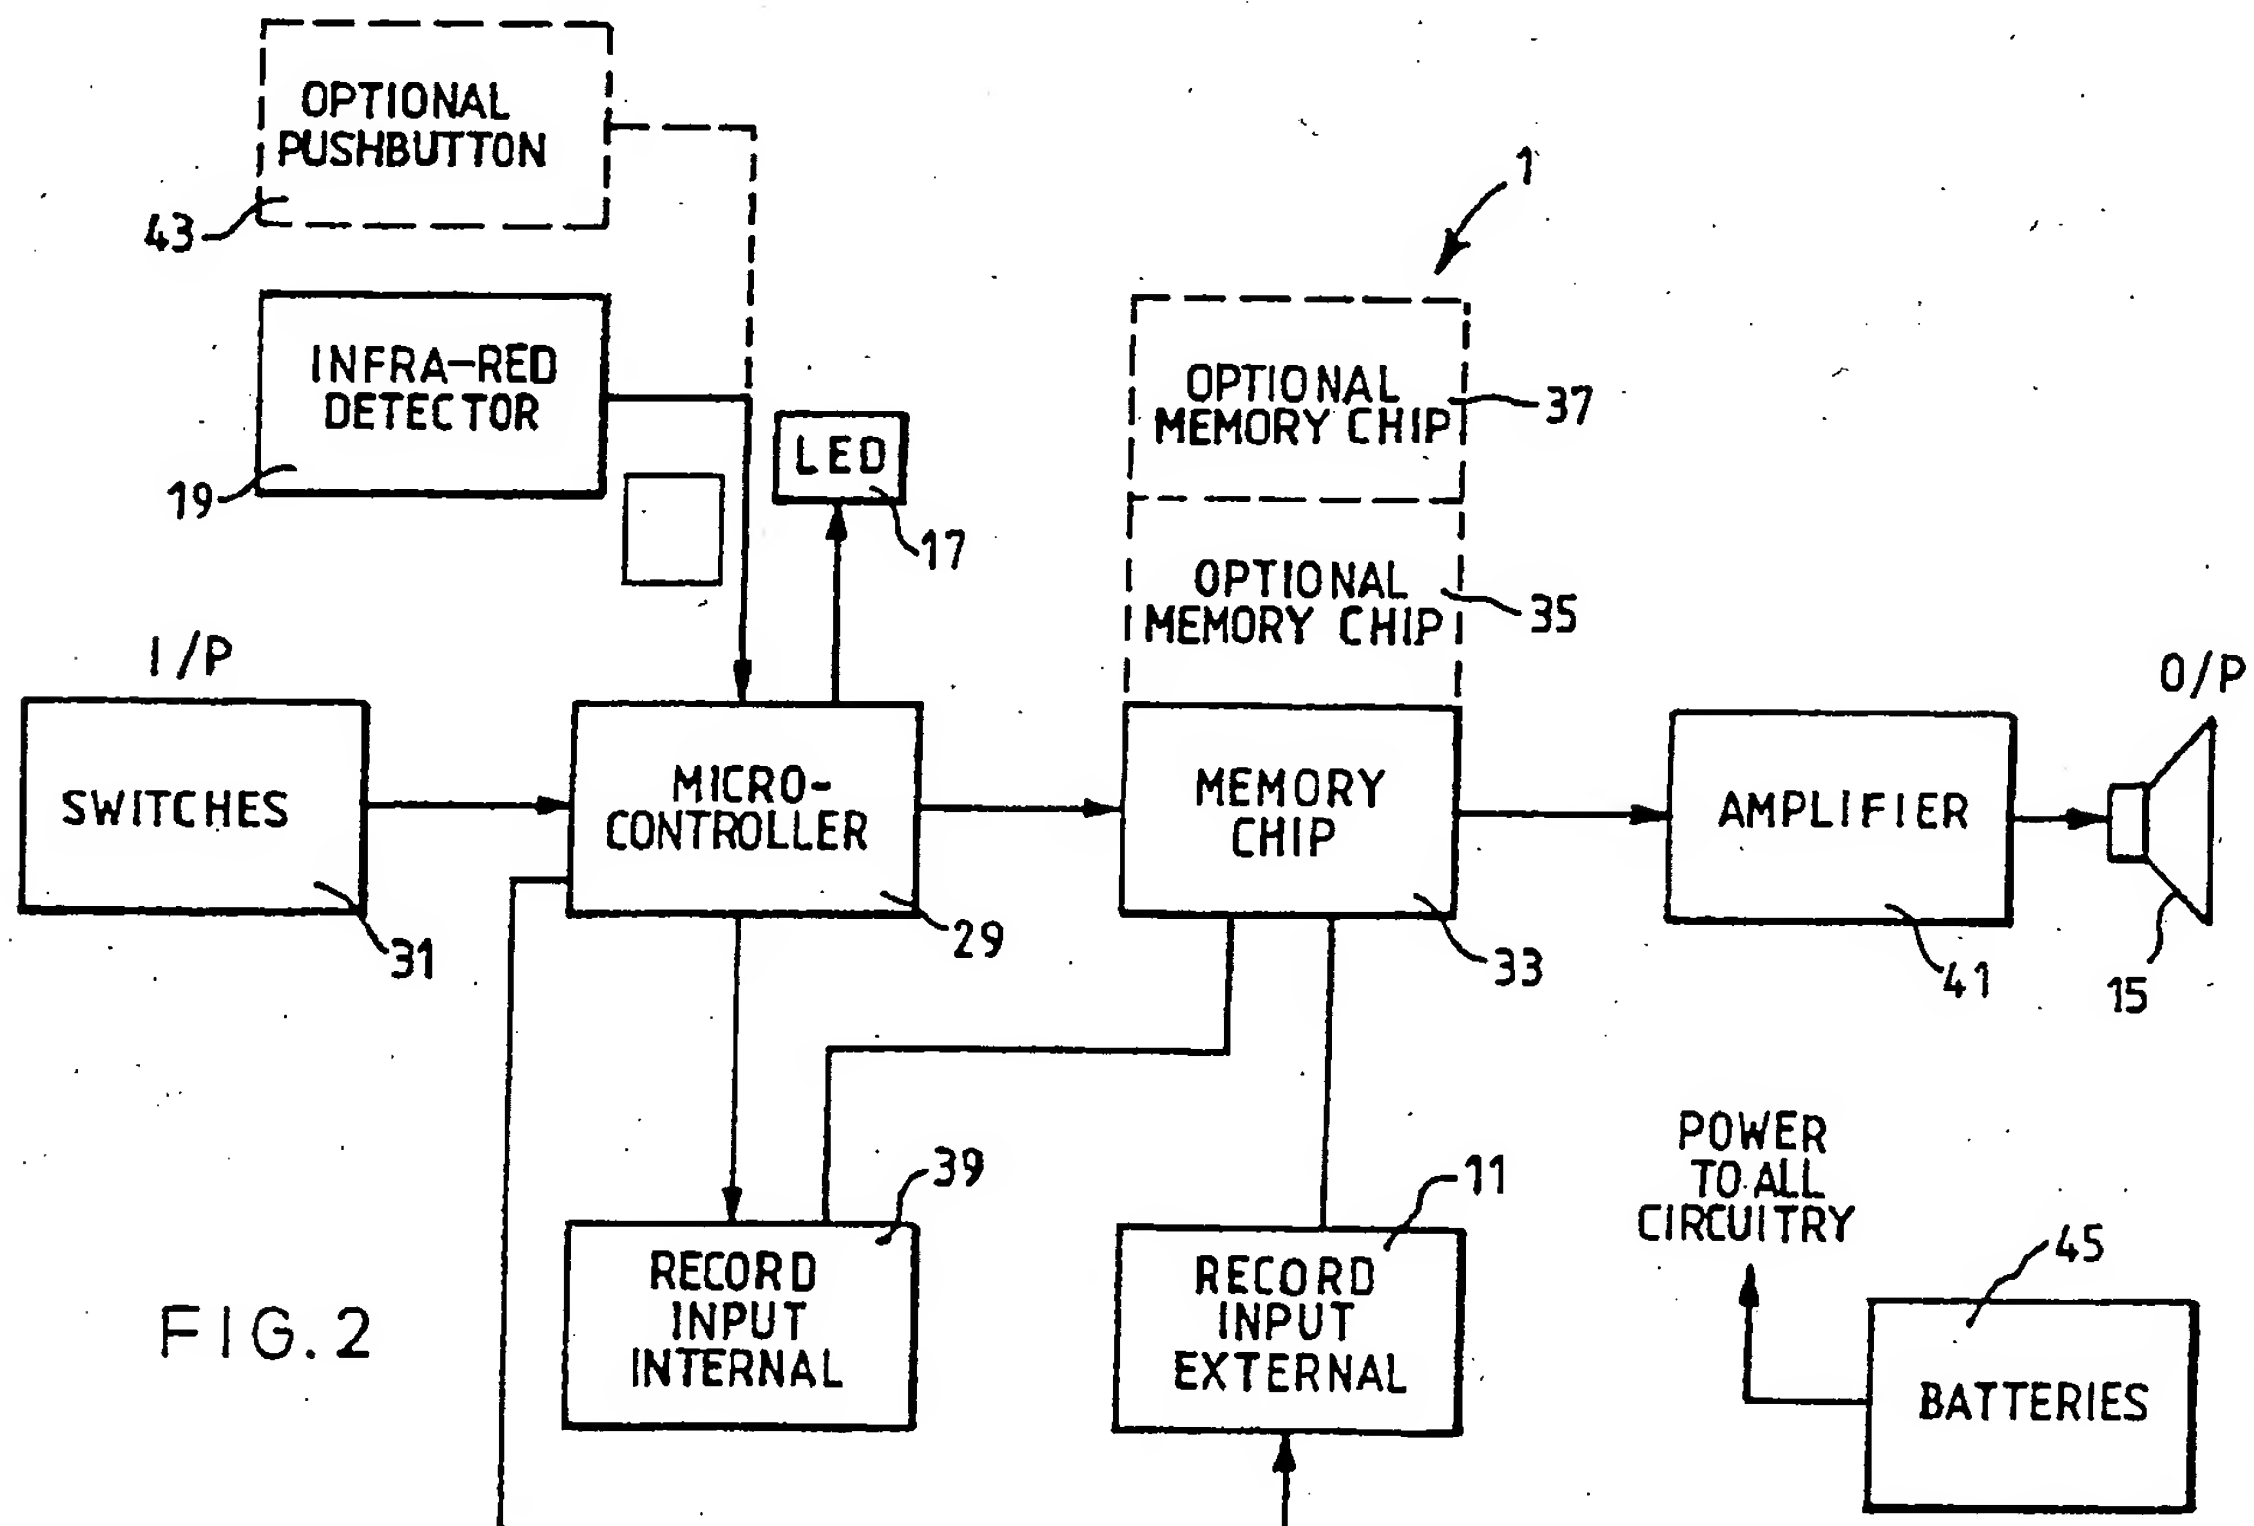 OPTIONAL
PUSHBUTTON
43
1
INFRA-RED
DETECTOR
19
LED
17
OPTIONAL
MEMORY CHIP
37
OPTIONAL
MEMORY CHIP
35
I/P
O/P
SWITCHES
31
MICRO-
CONTROLLER
29
MEMORY
CHIP
33
AMPLIFIER
41
15
39
RECORD
INPUT
INTERNAL
11
RECORD
INPUT
EXTERNAL
POWER
TO ALL
CIRCUITRY
45
BATTERIES
FIG. 2